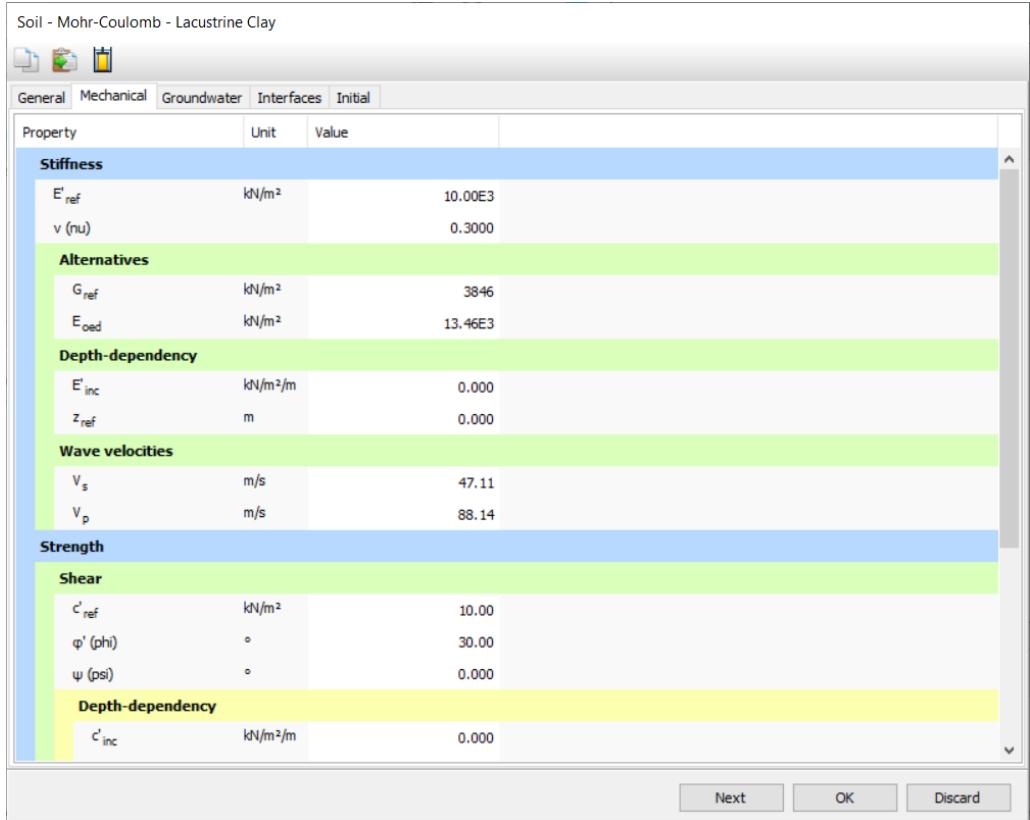 Soil - Mohr-Coulomb - Lacustrine Clay
General Mechanical Groundwater Interfaces Initial
Property Unit Value
Stiffness
E'ref kN/m² 10.00E3
ν (nu) 0.3000
Alternatives
Gref kN/m² 3846
Eoed kN/m² 13.46E3
Depth-dependency
E'inc kN/m²/m 0.000
zref m 0.000
Wave velocities
Vs m/s 47.11
Vp m/s 88.14
Strength
Shear
c'ref kN/m² 10.00
φ' (phi) ° 30.00
ψ (psi) ° 0.000
Depth-dependency
c'inc kN/m²/m 0.000
Next OK Discard